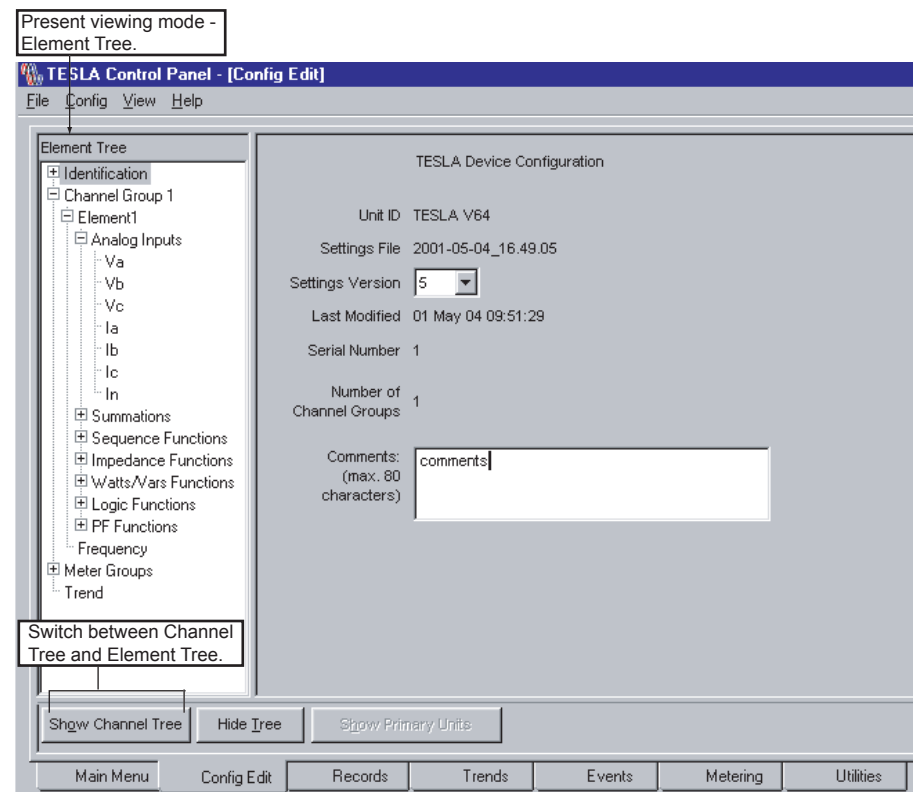 Present viewing mode -
Element Tree.
TESLA Control Panel - [Config Edit]
File Config View Help
Element Tree
Identification
Channel Group 1
Element1
Analog Inputs
Va
Vb
Vc
Ia
Ib
Ic
In
Summations
Sequence Functions
Impedance Functions
Watts/Vars Functions
Logic Functions
PF Functions
Frequency
Meter Groups
Trend
Switch between Channel
Tree and Element Tree.
TESLA Device Configuration
Unit ID TESLA V64
Settings File 2001-05-04_16.49.05
Settings Version 5
Last Modified 01 May 04 09:51:29
Serial Number 1
Number of
Channel Groups 1
Comments:
(max. 80
characters)
comments
Show Channel Tree Hide Tree Show Primary Units
Main Menu Config Edit Records Trends Events Metering Utilities